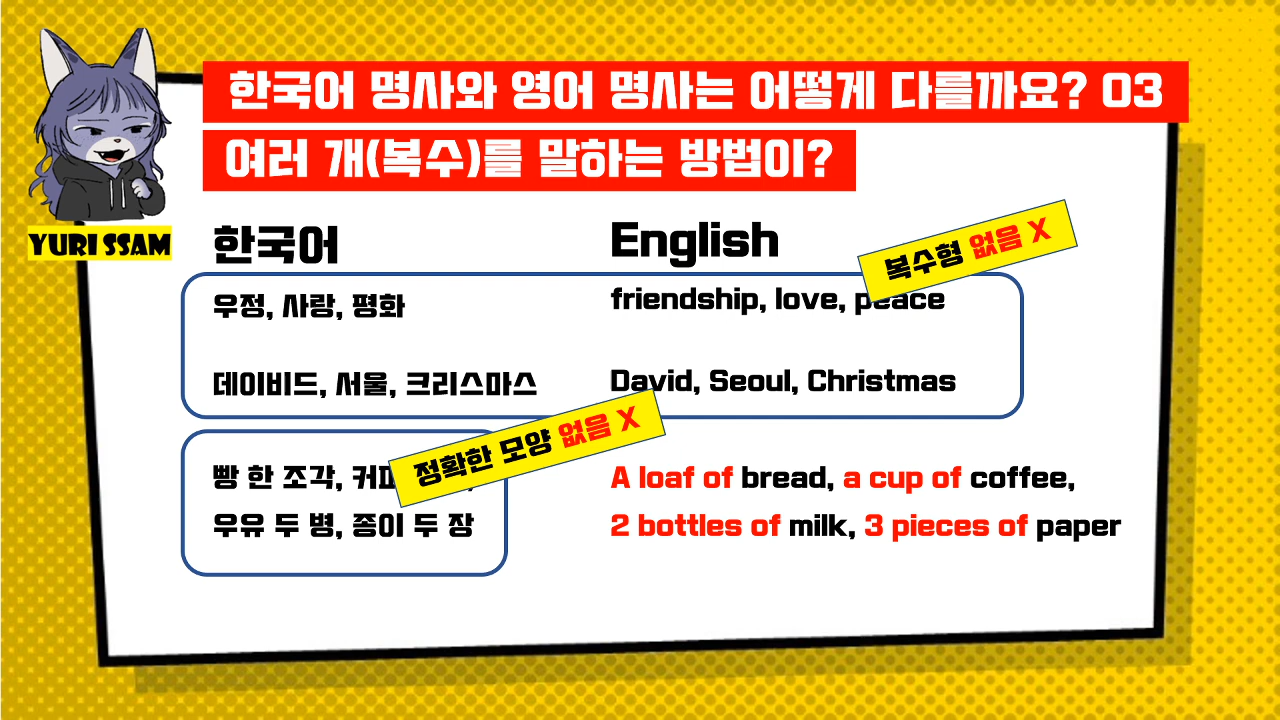 한국어 명사와 영어 명사는 어떻게 다를까요? 03
여러 개(복수)를 말하는 방법이?
YURI SSAM
한국어
English
복수형 없음 X
우정, 사랑, 평화
friendship, love, peace
데이비드, 서울, 크리스마스
David, Seoul, Christmas
정확한 모양 없음 X
빵 한 조각,
A loaf of bread, a cup of coffee,
우유 두 병, 종이 두 장
2 bottles of milk, 3 pieces of paper